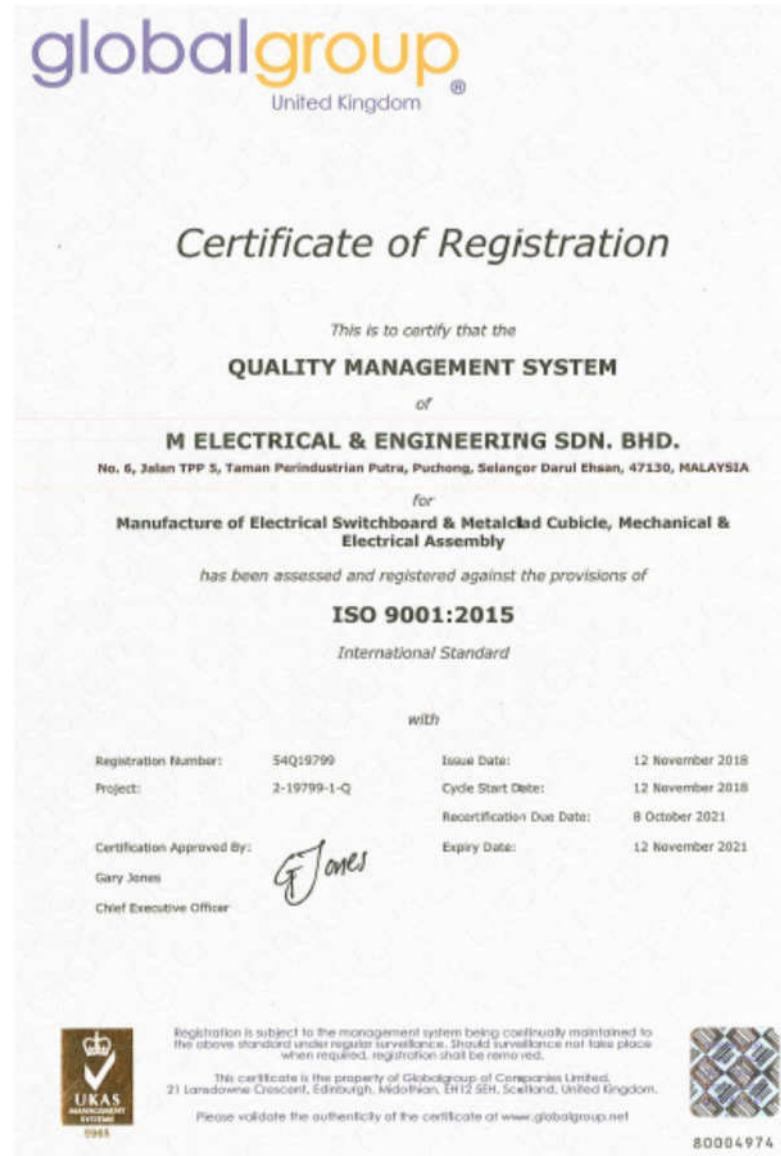 globalgroup®
United Kingdom
Certificate of Registration
This is to certify that the
QUALITY MANAGEMENT SYSTEM
of
M ELECTRICAL & ENGINEERING SDN. BHD.
No. 6, Jalan TPP 5, Taman Perindustrian Putra, Puchong, Selangor Darul Ehsan, 47130, MALAYSIA
for
Manufacture of Electrical Switchboard & Metalclad Cubicle, Mechanical &
Electrical Assembly
has been assessed and registered against the provisions of
ISO 9001:2015
International Standard
with
Registration Number: 54Q19799 Issue Date: 12 November 2018
Project: 2-19799-1-Q Cycle Start Date: 12 November 2018
Recertification Due Date: 8 October 2021
Certification Approved By: Expiry Date: 12 November 2021
G Jones
Gary Jones
Chief Executive Officer
Registration is subject to the management system being continually maintained to
the above standard under regular surveillance. Should surveillance not take place
when required, registration shall be removed.
This certificate is the property of Globalgroup of Companies Limited,
21 Lansdowne Crescent, Edinburgh, Midlothian, EH12 5EH, Scotland, United Kingdom.
Please validate the authenticity of the certificate at www.globalgroup.net
UKAS
MANAGEMENT
SYSTEMS
80004974